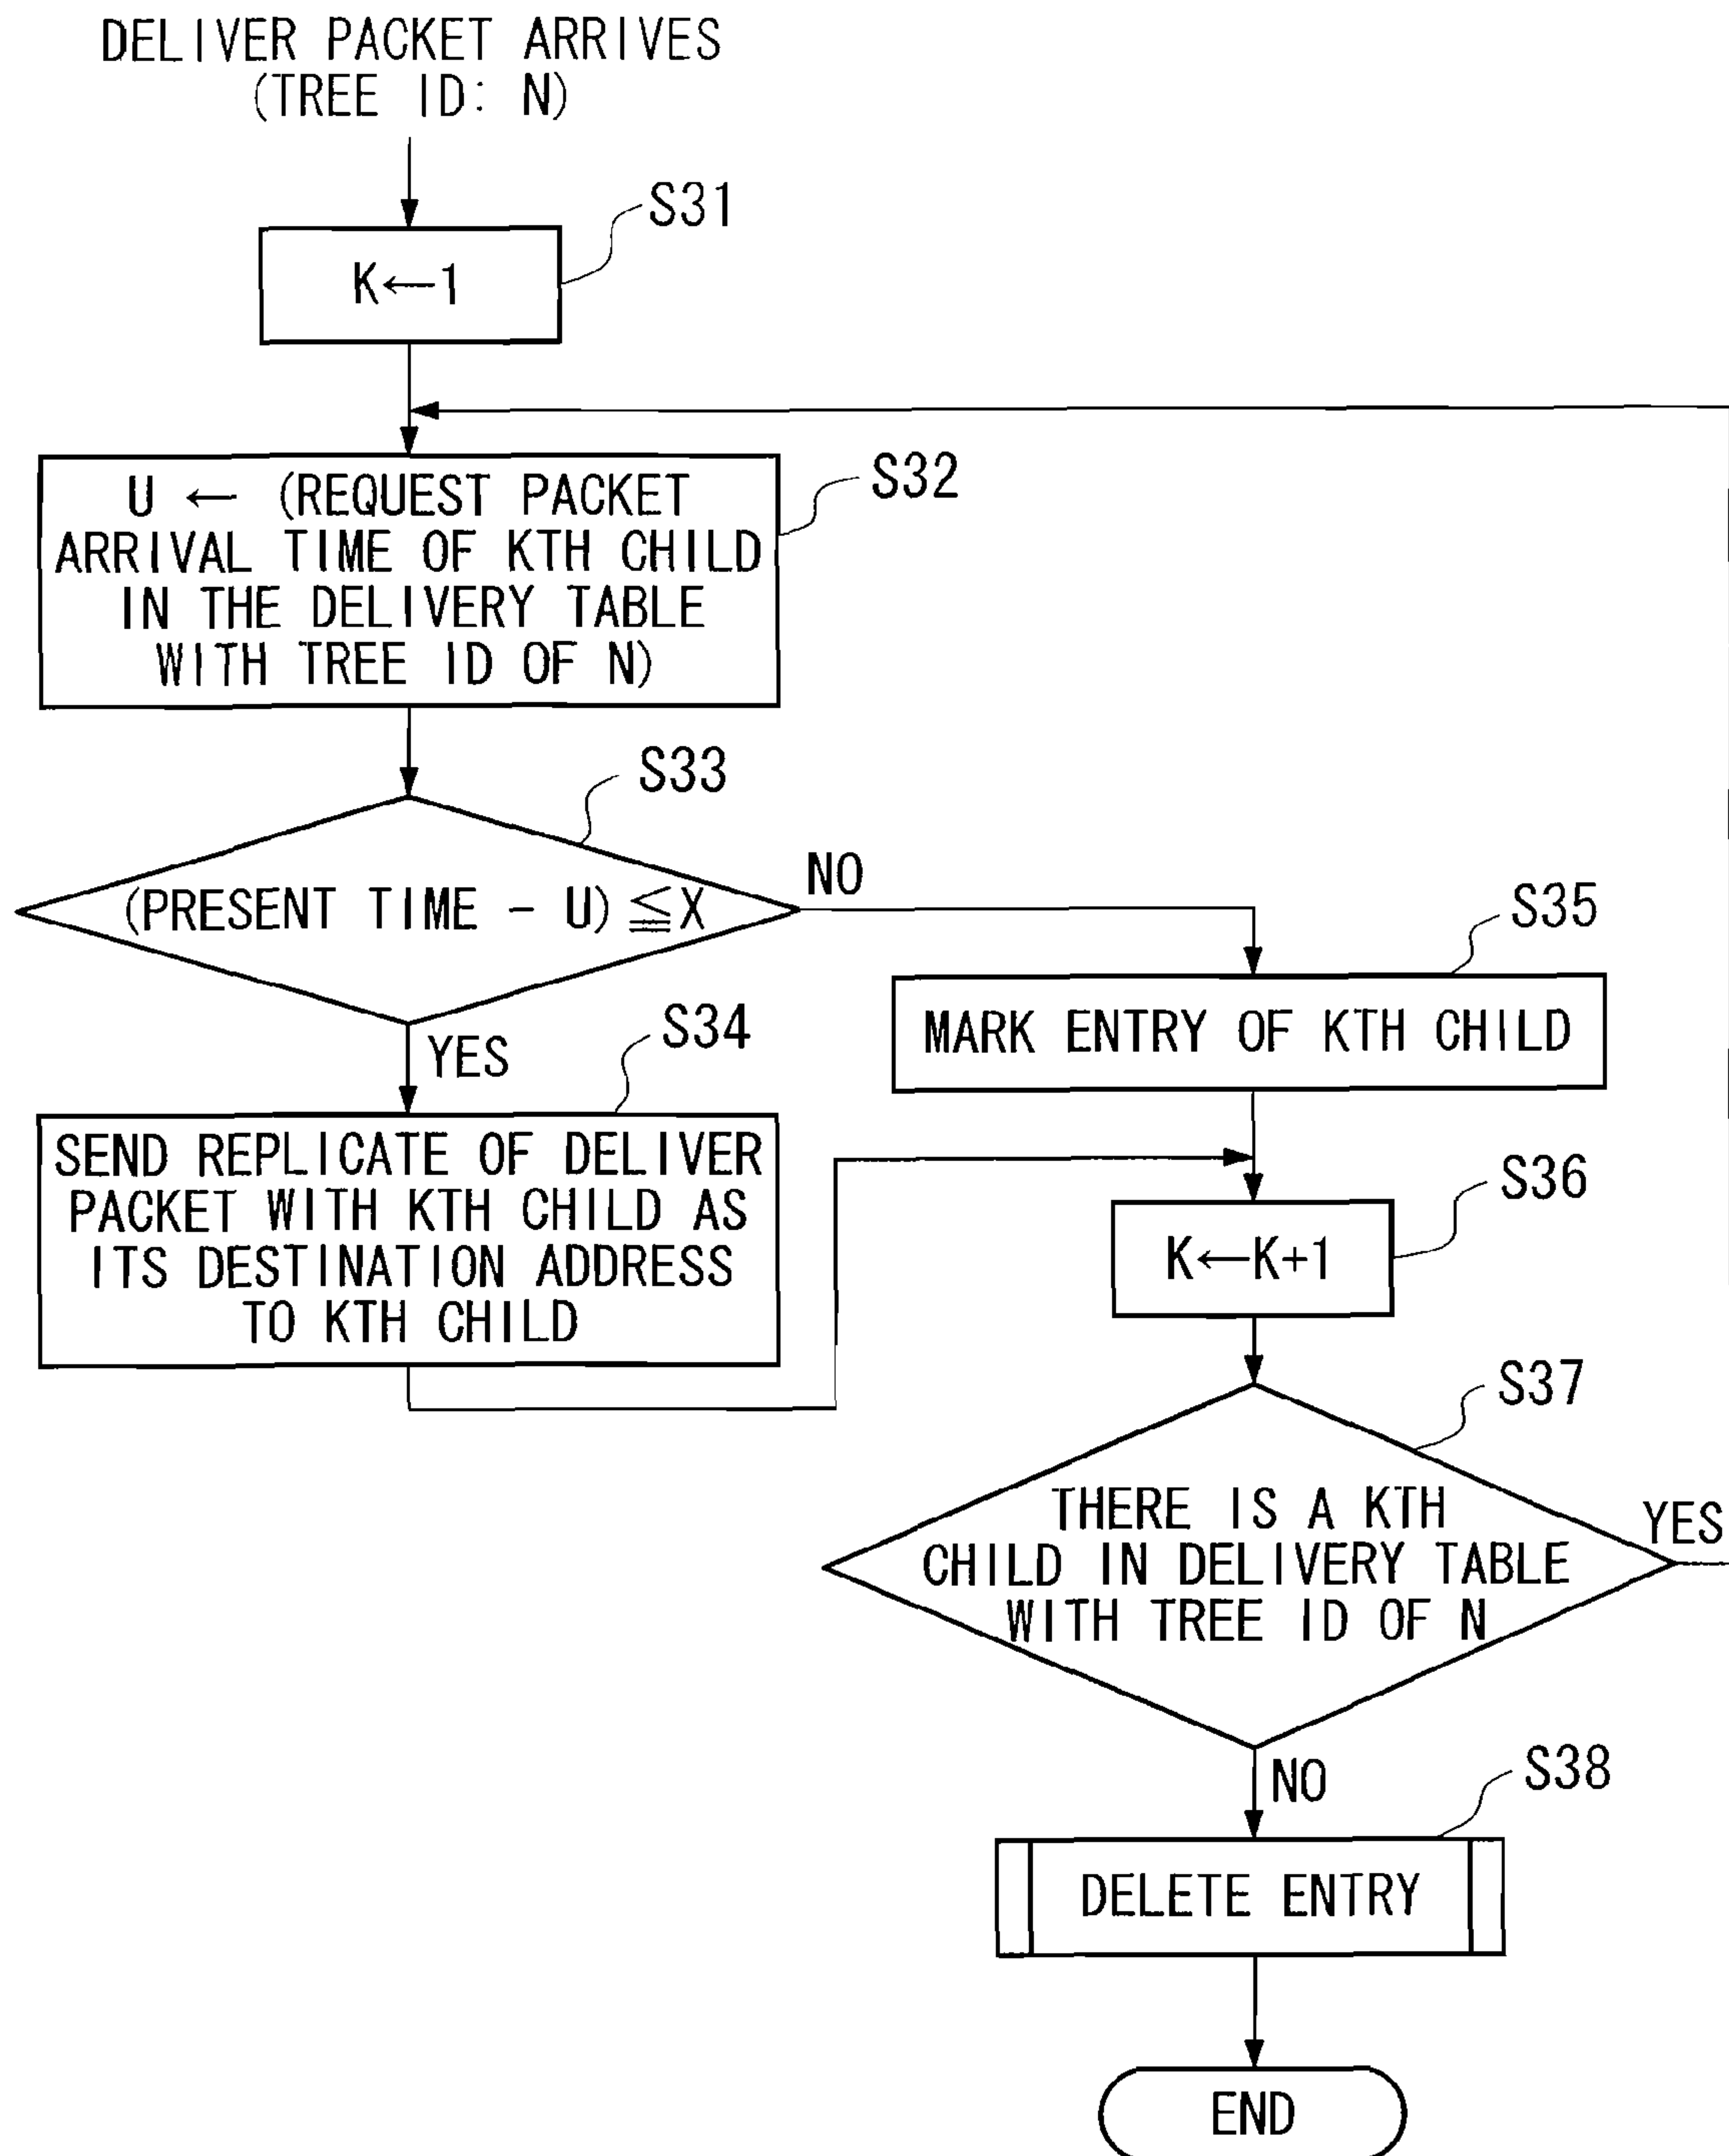 DELIVER PACKET ARRIVES
(TREE ID: N)
S31
K←1
S32
U ← (REQUEST PACKET
ARRIVAL TIME OF KTH CHILD
IN THE DELIVERY TABLE
WITH TREE ID OF N)
S33
(PRESENT TIME - U) ≦X
NO
YES
S34
SEND REPLICATE OF DELIVER
PACKET WITH KTH CHILD AS
ITS DESTINATION ADDRESS
TO KTH CHILD
S35
MARK ENTRY OF KTH CHILD
S36
K←K+1
S37
THERE IS A KTH
CHILD IN DELIVERY TABLE
WITH TREE ID OF N
YES
NO
S38
DELETE ENTRY
END